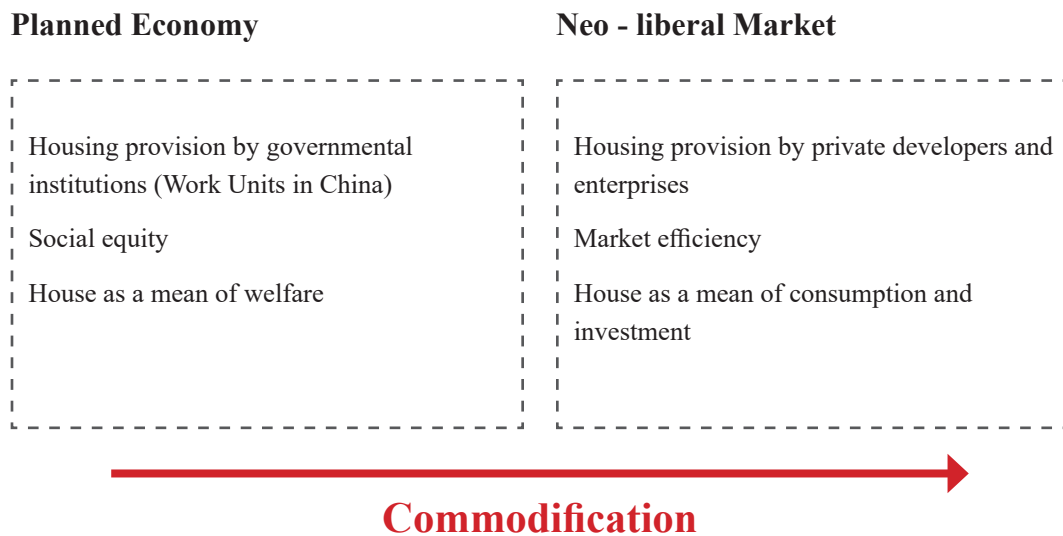 Planned Economy
Housing provision by governmental
institutions (Work Units in China)
Social equity
House as a mean of welfare
Neo - liberal Market
Housing provision by private developers and
enterprises
Market efficiency
House as a mean of consumption and
investment
Commodification